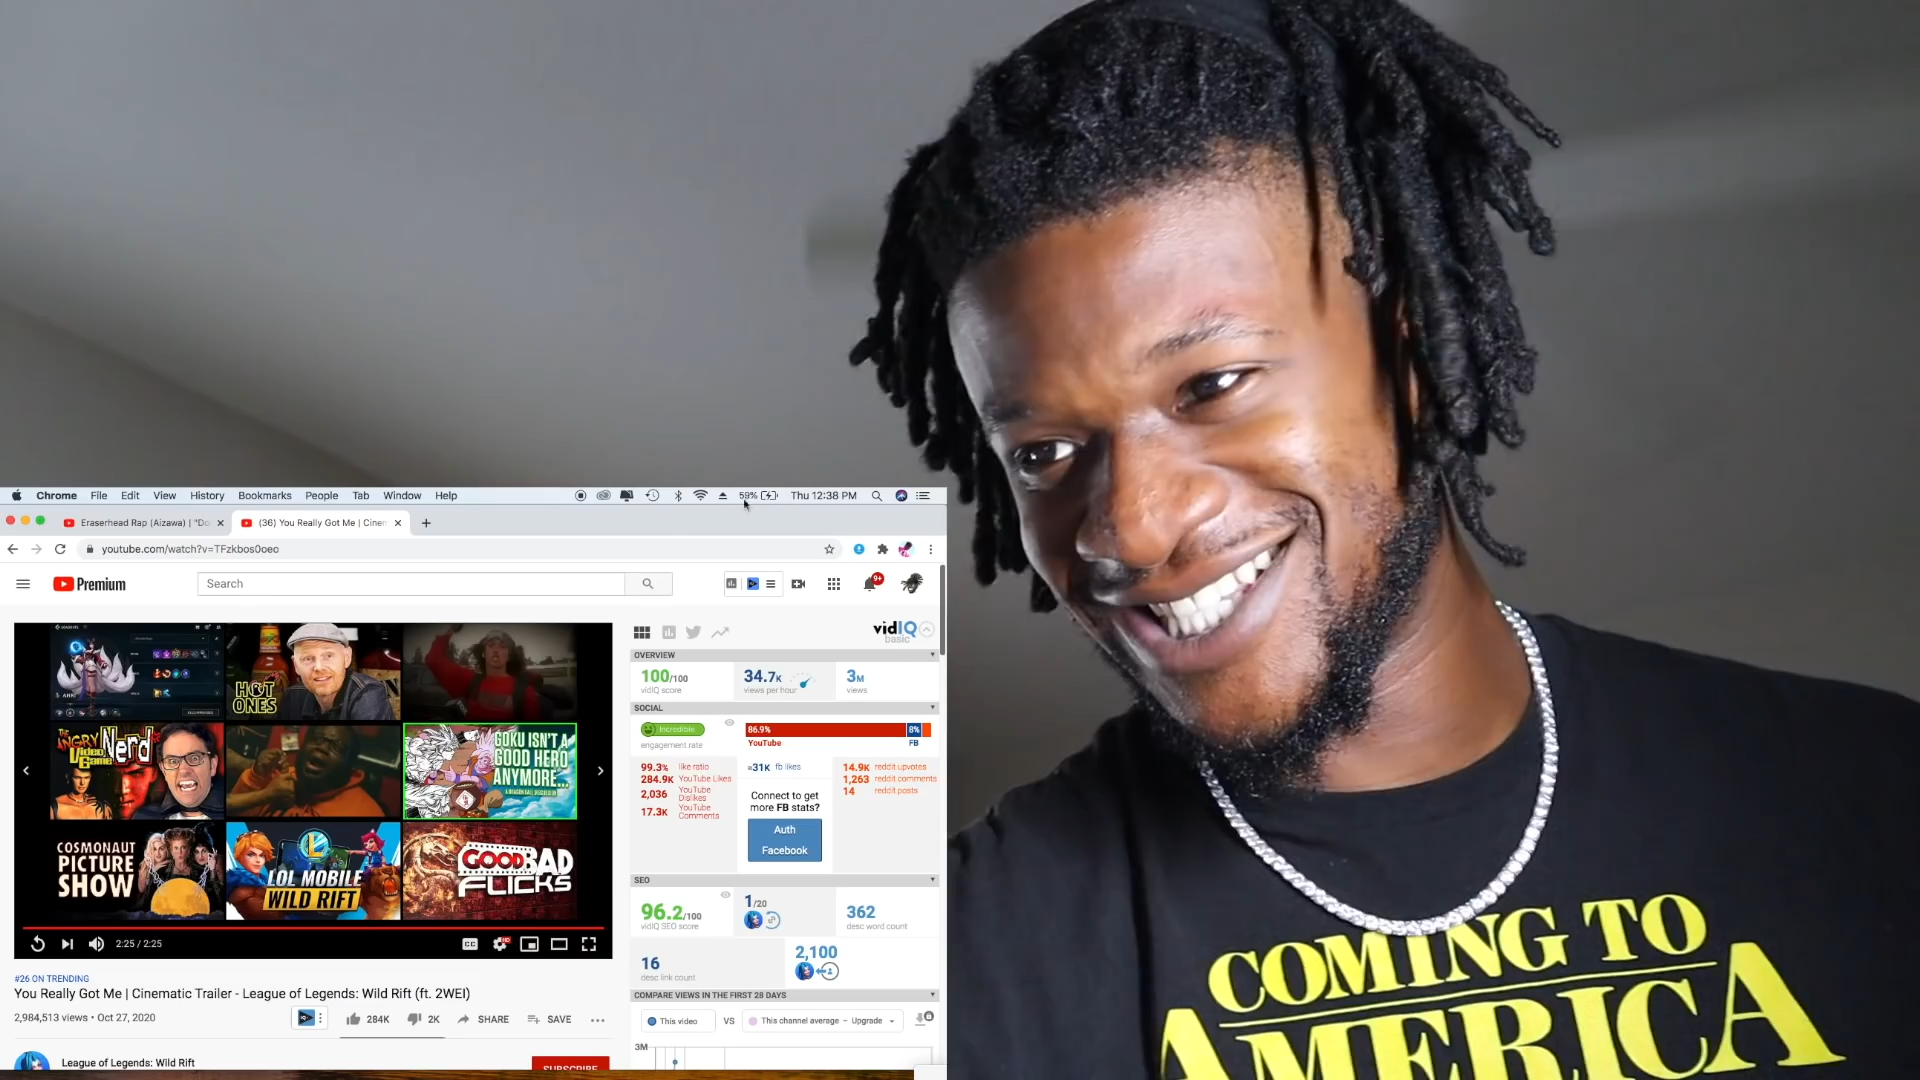 Chrome File Edit View History Bookmarks People Tab Window Help
59% Thu 12:38 PM
Eraserhead Rap (Aizawa) | "Do
(36) You Really Got Me | Cinem
youtube.com/watch?v=TFzkbos0oeo
Premium
Search
9+
vidIQ
basic
OVERVIEW
100/100
vidIQ score
34.7K
views per hour
3M
views
SOCIAL
Incredible
engagement rate
86.9%
8%
YouTube
FB
99.3% like ratio
284.9K YouTube Likes
2,036 YouTube Dislikes
17.3K YouTube Comments
≈31K fb likes
Connect to get
more FB stats?
Auth
Facebook
14.9K reddit upvotes
1,263 reddit comments
14 reddit posts
SEO
96.2/100
vidIQ SEO score
1/20
362
desc word count
16
desc link count
2,100
COMPARE VIEWS IN THE FIRST 28 DAYS
This video VS This channel average - Upgrade
3M
HOT
ONES
THE
ANGRY
Video
Game
Nerd
GOKU ISN'T A
GOOD HERO
ANYMORE...
COSMONAUT
PICTURE
SHOW
LOL MOBILE
WILD RIFT
GOOD BAD
FLICKS
2:25 / 2:25
CC
HD
#26 ON TRENDING
You Really Got Me | Cinematic Trailer - League of Legends: Wild Rift (ft. 2WEI)
2,984,513 views • Oct 27, 2020
284K 2K SHARE SAVE
League of Legends: Wild Rift
SUBSCRIBE
COMING TO
AMERICA